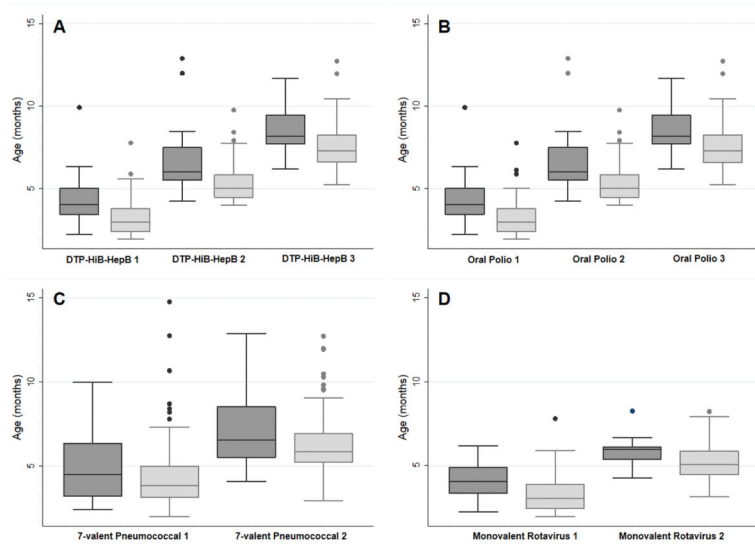 A
15
10
5
Age (months)
DTP-HiB-HepB 1 DTP-HiB-HepB 2 DTP-HiB-HepB 3
B
15
10
5
Age (months)
Oral Polio 1 Oral Polio 2 Oral Polio 3
C
15
10
5
Age (months)
7-valent Pneumococcal 1 7-valent Pneumococcal 2
D
15
10
5
Age (months)
Monovalent Rotavirus 1 Monovalent Rotavirus 2